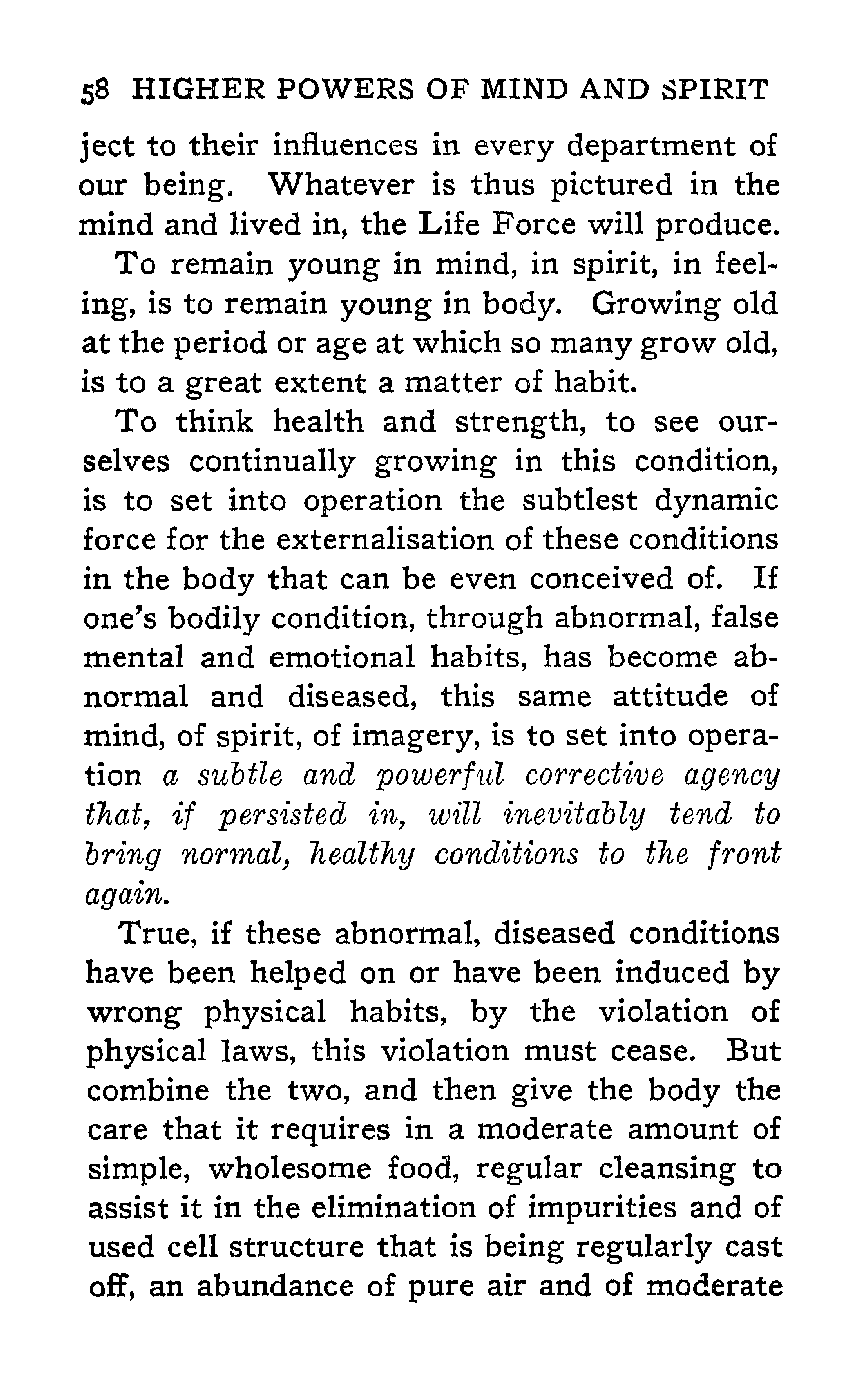 58 HIGHER POWERS OF MIND AND SPIRIT
ject to their influences in every department of
our being. Whatever is thus pictured in the
mind and lived in, the Life Force will produce.
To remain young in mind, in spirit, in feel-
ing, is to remain young in body. Growing old
at the period or age at which so many grow old,
is to a great extent a matter of habit.
To think health and strength, to see our-
selves continually growing in this condition,
is to set into operation the subtlest dynamic
force for the externalisation of these conditions
in the body that can be even conceived of. If
one's bodily condition, through abnormal, false
mental and emotional habits, has become ab-
normal and diseased, this same attitude of
mind, of spirit, of imagery, is to set into opera-
tion a subtle and powerful corrective agency
that, if persisted in, will inevitably tend to
bring normal, healthy conditions to the front
again.
True, if these abnormal, diseased conditions
have been helped on or have been induced by
wrong physical habits, by the violation of
physical laws, this violation must cease. But
combine the two, and then give the body the
care that it requires in a moderate amount of
simple, wholesome food, regular cleansing to
assist it in the elimination of impurities and of
used cell structure that is being regularly cast
off, an abundance of pure air and of moderate